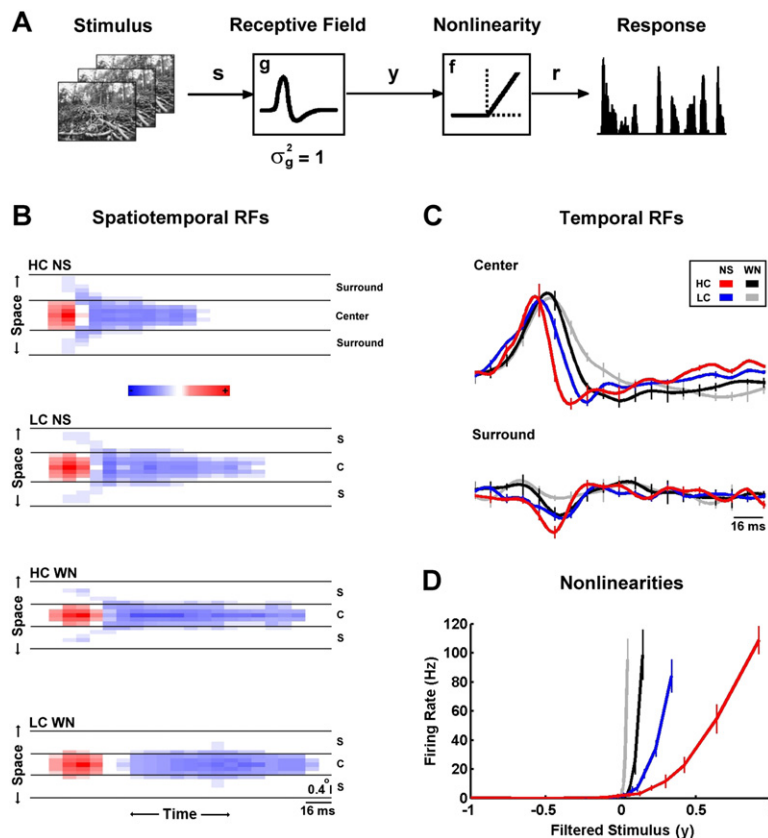 A
Stimulus Receptive Field Nonlinearity Response
s g y f r
σ²g = 1
B Spatiotemporal RFs
HC NS
← Space →
Surround
Center
Surround
LC NS
← Space →
S
C
S
HC WN
← Space →
S
C
S
LC WN
← Space →
S
C
S
0.4°
← Time →
16 ms
C Temporal RFs
Center
NS WN
HC
LC
Surround
16 ms
D Nonlinearities
Firing Rate (Hz)
120
100
80
60
40
20
0
-1 -0.5 0 0.5
Filtered Stimulus (y)